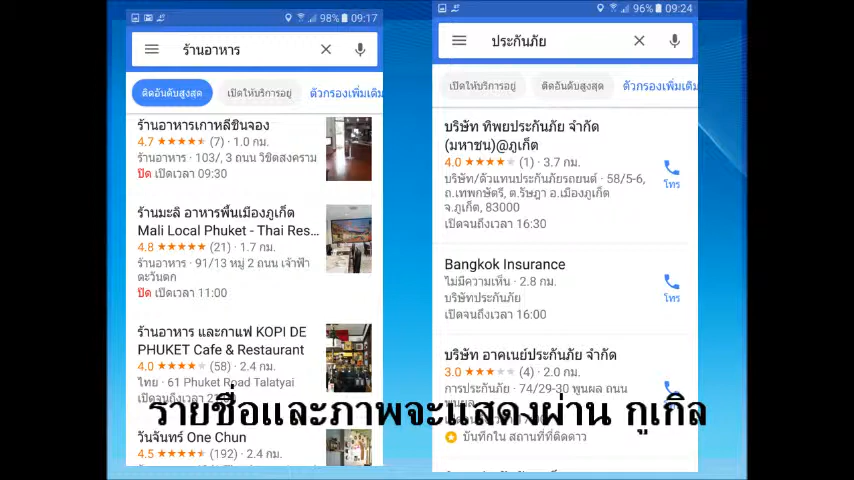 98% 09:17
ร้านอาหาร
ติดอันดับสูงสุด
เปิดให้บริการอยู่
ตัวกรองเพิ่มเติม
ร้านอาหารเกาหลีชินจอง
4.7 (7) · 1.0 กม.
ร้านอาหาร · 103/, 3 ถนน วิชิตสงคราม
ปิด เปิดเวลา 09:30
ร้านมะลิ อาหารพื้นเมืองภูเก็ต
Mali Local Phuket - Thai Res...
4.8 (21) · 1.7 กม.
ร้านอาหาร · 91/13 หมู่ 2 ถนน เจ้าฟ้า
ตะวันตก
ปิด เปิดเวลา 11:00
ร้านอาหาร และกาแฟ KOPI DE
PHUKET Cafe & Restaurant
4.0 (58) · 2.4 กม.
ไทย · 61 Phuket Road Talatyai
เปิดจนถึงเวลา
วันจันทร์ One Chun
4.5 (192) · 2.4 กม.
96% 09:24
ประกันภัย
เปิดให้บริการอยู่
ติดอันดับสูงสุด
ตัวกรองเพิ่มเติม
บริษัท ทิพยประกันภัย จำกัด
(มหาชน)@ภูเก็ต
4.0 (1) · 3.7 กม.
บริษัท/ตัวแทนประกันภัยรถยนต์ · 58/5-6,
ถ.เทพกษัตรี, ต.รัษฎา อ.เมืองภูเก็ต
จ.ภูเก็ต, 83000
เปิดจนถึงเวลา 16:30
โทร
Bangkok Insurance
ไม่มีความเห็น · 2.8 กม.
บริษัทประกันภัย
เปิดจนถึงเวลา 16:00
โทร
บริษัท อาคเนย์ประกันภัย จำกัด
3.0 (4) · 2.0 กม.
การประกันภัย · 74/29-30 พูนผล ถนน
พูนผล
บันทึกใน สถานที่ที่ติดดาว
รายชื่อและภาพจะแสดงผ่าน กูเกิล